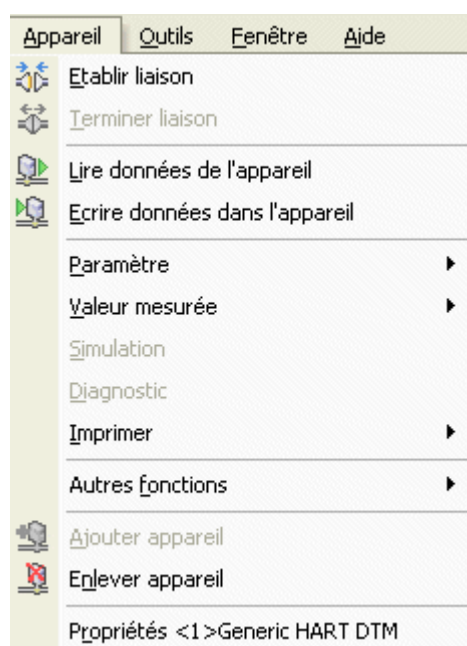 Appareil Outils Fenêtre Aide
Etablir liaison
Terminer liaison
Lire données de l'appareil
Ecrire données dans l'appareil
Paramètre
Valeur mesurée
Simulation
Diagnostic
Imprimer
Autres fonctions
Ajouter appareil
Enlever appareil
Propriétés <1>Generic HART DTM